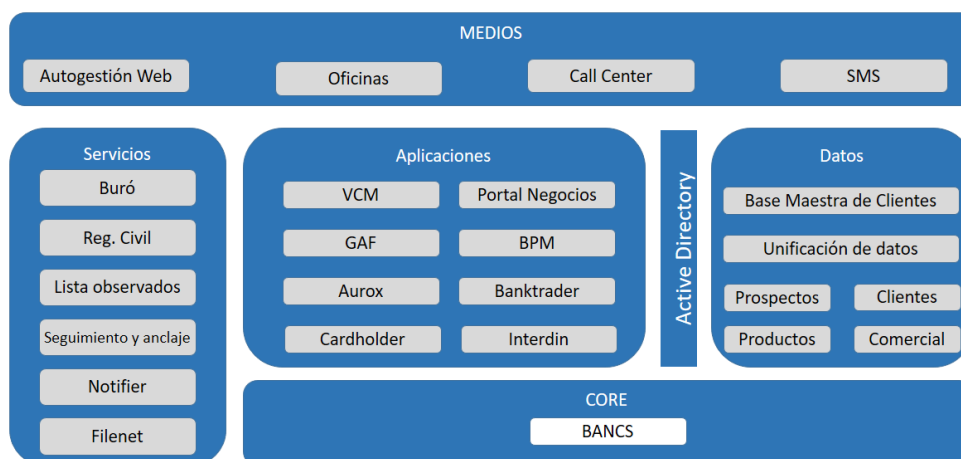 MEDIOS
Autogestión Web
Oficinas
Call Center
SMS
Servicios
Buró
Reg. Civil
Lista observados
Seguimiento y anclaje
Notifier
Filenet
Aplicaciones
VCM
Portal Negocios
GAF
BPM
Aurox
Banktrader
Cardholder
Interdin
Active Directory
Datos
Base Maestra de Clientes
Unificación de datos
Prospectos
Clientes
Productos
Comercial
CORE
BANCS